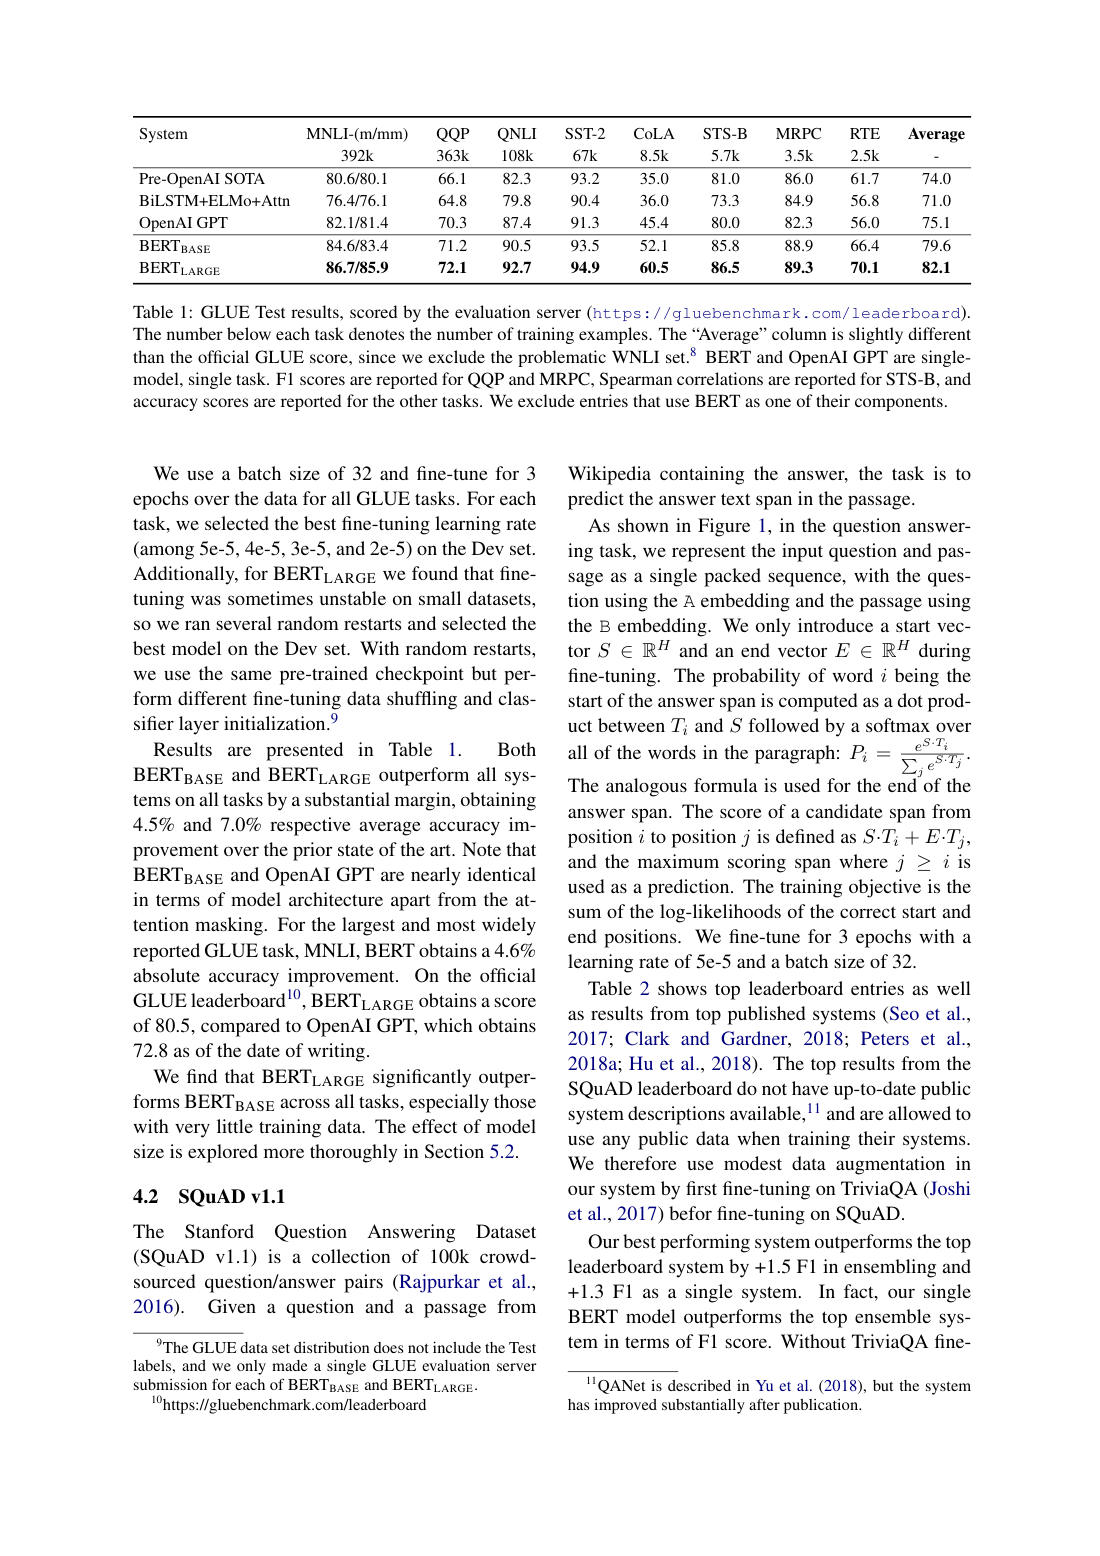 System MNLI-(m/mm) QQP QNLI SST-2 CoLA STS-B MRPC RTE Average
392k 363k 108k 67k 8.5k 5.7k 3.5k 2.5k -
Pre-OpenAI SOTA 80.6/80.1 66.1 82.3 93.2 35.0 81.0 86.0 61.7 74.0
BiLSTM+ELMo+Attn 76.4/76.1 64.8 79.8 90.4 36.0 73.3 84.9 56.8 71.0
OpenAI GPT 82.1/81.4 70.3 87.4 91.3 45.4 80.0 82.3 56.0 75.1
BERTBASE 84.6/83.4 71.2 90.5 93.5 52.1 85.8 88.9 66.4 79.6
BERTLARGE 86.7/85.9 72.1 92.7 94.9 60.5 86.5 89.3 70.1 82.1
Table 1: GLUE Test results, scored by the evaluation server (https://gluebenchmark.com/leaderboard).
The number below each task denotes the number of training examples. The “Average” column is slightly different
than the official GLUE score, since we exclude the problematic WNLI set.8 BERT and OpenAI GPT are single-
model, single task. F1 scores are reported for QQP and MRPC, Spearman correlations are reported for STS-B, and
accuracy scores are reported for the other tasks. We exclude entries that use BERT as one of their components.
We use a batch size of 32 and fine-tune for 3
epochs over the data for all GLUE tasks. For each
task, we selected the best fine-tuning learning rate
(among 5e-5, 4e-5, 3e-5, and 2e-5) on the Dev set.
Additionally, for BERTLARGE we found that fine-
tuning was sometimes unstable on small datasets,
so we ran several random restarts and selected the
best model on the Dev set. With random restarts,
we use the same pre-trained checkpoint but per-
form different fine-tuning data shuffling and clas-
sifier layer initialization.9
Results are presented in Table 1. Both
BERTBASE and BERTLARGE outperform all sys-
tems on all tasks by a substantial margin, obtaining
4.5% and 7.0% respective average accuracy im-
provement over the prior state of the art. Note that
BERTBASE and OpenAI GPT are nearly identical
in terms of model architecture apart from the at-
tention masking. For the largest and most widely
reported GLUE task, MNLI, BERT obtains a 4.6%
absolute accuracy improvement. On the official
GLUE leaderboard10, BERTLARGE obtains a score
of 80.5, compared to OpenAI GPT, which obtains
72.8 as of the date of writing.
We find that BERTLARGE significantly outper-
forms BERTBASE across all tasks, especially those
with very little training data. The effect of model
size is explored more thoroughly in Section 5.2.
4.2 SQuAD v1.1
The Stanford Question Answering Dataset
(SQuAD v1.1) is a collection of 100k crowd-
sourced question/answer pairs (Rajpurkar et al.,
2016). Given a question and a passage from
9The GLUE data set distribution does not include the Test
labels, and we only made a single GLUE evaluation server
submission for each of BERTBASE and BERTLARGE.
10https://gluebenchmark.com/leaderboard
Wikipedia containing the answer, the task is to
predict the answer text span in the passage.
As shown in Figure 1, in the question answer-
ing task, we represent the input question and pas-
sage as a single packed sequence, with the ques-
tion using the A embedding and the passage using
the B embedding. We only introduce a start vec-
tor S ∈ ℝ^H and an end vector E ∈ ℝ^H during
fine-tuning. The probability of word i being the
start of the answer span is computed as a dot prod-
uct between T_i and S followed by a softmax over
all of the words in the paragraph: P_i = e^{S·T_i} / ∑_j e^{S·T_j}.
The analogous formula is used for the end of the
answer span. The score of a candidate span from
position i to position j is defined as S·T_i + E·T_j,
and the maximum scoring span where j ≥ i is
used as a prediction. The training objective is the
sum of the log-likelihoods of the correct start and
end positions. We fine-tune for 3 epochs with a
learning rate of 5e-5 and a batch size of 32.
Table 2 shows top leaderboard entries as well
as results from top published systems (Seo et al.,
2017; Clark and Gardner, 2018; Peters et al.,
2018a; Hu et al., 2018). The top results from the
SQuAD leaderboard do not have up-to-date public
system descriptions available,11 and are allowed to
use any public data when training their systems.
We therefore use modest data augmentation in
our system by first fine-tuning on TriviaQA (Joshi
et al., 2017) befor fine-tuning on SQuAD.
Our best performing system outperforms the top
leaderboard system by +1.5 F1 in ensembling and
+1.3 F1 as a single system. In fact, our single
BERT model outperforms the top ensemble sys-
tem in terms of F1 score. Without TriviaQA fine-
11QANet is described in Yu et al. (2018), but the system
has improved substantially after publication.